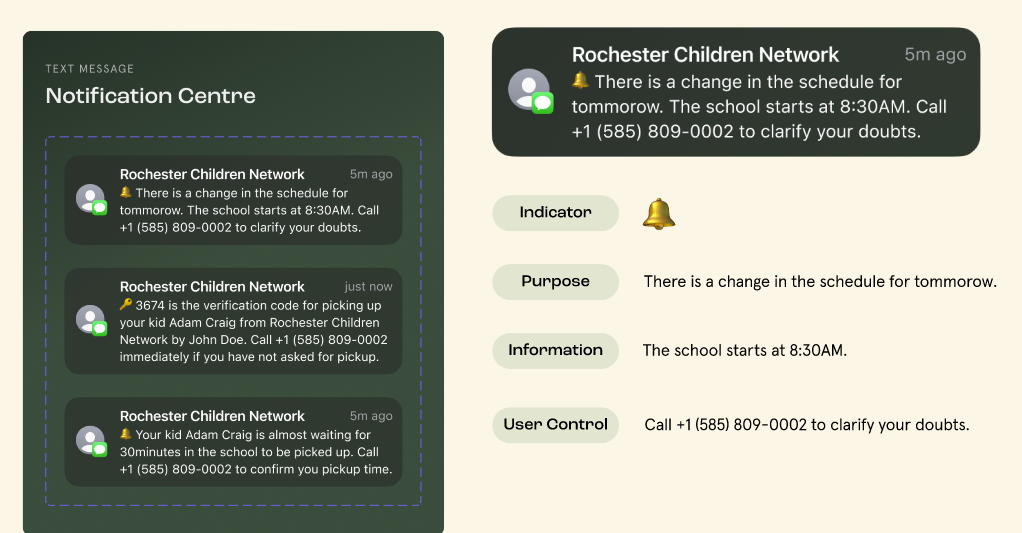 TEXT MESSAGE
Notification Centre
Rochester Children Network 5m ago
🔔 There is a change in the schedule for
tommorow. The school starts at 8:30AM. Call
+1 (585) 809-0002 to clarify your doubts.
Rochester Children Network just now
🔑 3674 is the verification code for picking up
your kid Adam Craig from Rochester Children
Network by John Doe. Call +1 (585) 809-0002
immediately if you have not asked for pickup.
Rochester Children Network 5m ago
🔔 Your kid Adam Craig is almost waiting for
30minutes in the school to be picked up. Call
+1 (585) 809-0002 to confirm you pickup time.
Rochester Children Network 5m ago
🔔 There is a change in the schedule for
tommorow. The school starts at 8:30AM. Call
+1 (585) 809-0002 to clarify your doubts.
Indicator 🔔
Purpose There is a change in the schedule for tommorow.
Information The school starts at 8:30AM.
User Control Call +1 (585) 809-0002 to clarify your doubts.